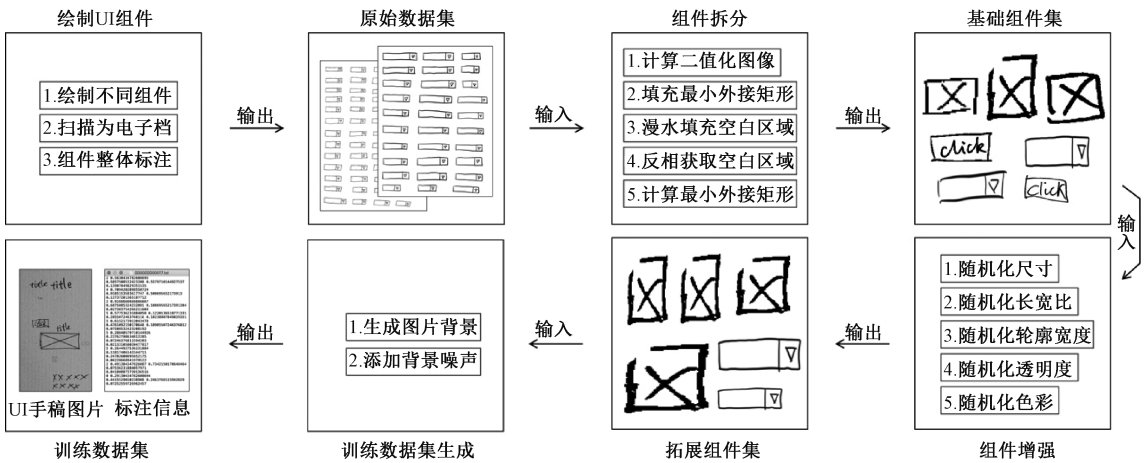 绘制UI组件
1.绘制不同组件
2.扫描为电子档
3.组件整体标注
输出
原始数据集
输入
组件拆分
1.计算二值化图像
2.填充最小外接矩形
3.漫水填充空白区域
4.反相获取空白区域
5.计算最小外接矩形
输出
基础组件集
click
click
输入
1.随机化尺寸
2.随机化长宽比
3.随机化轮廓宽度
4.随机化透明度
5.随机化色彩
组件增强
输出
拓展组件集
输入
1.生成图片背景
2.添加背景噪声
训练数据集生成
输出
title title
UI手稿图片
标注信息
训练数据集